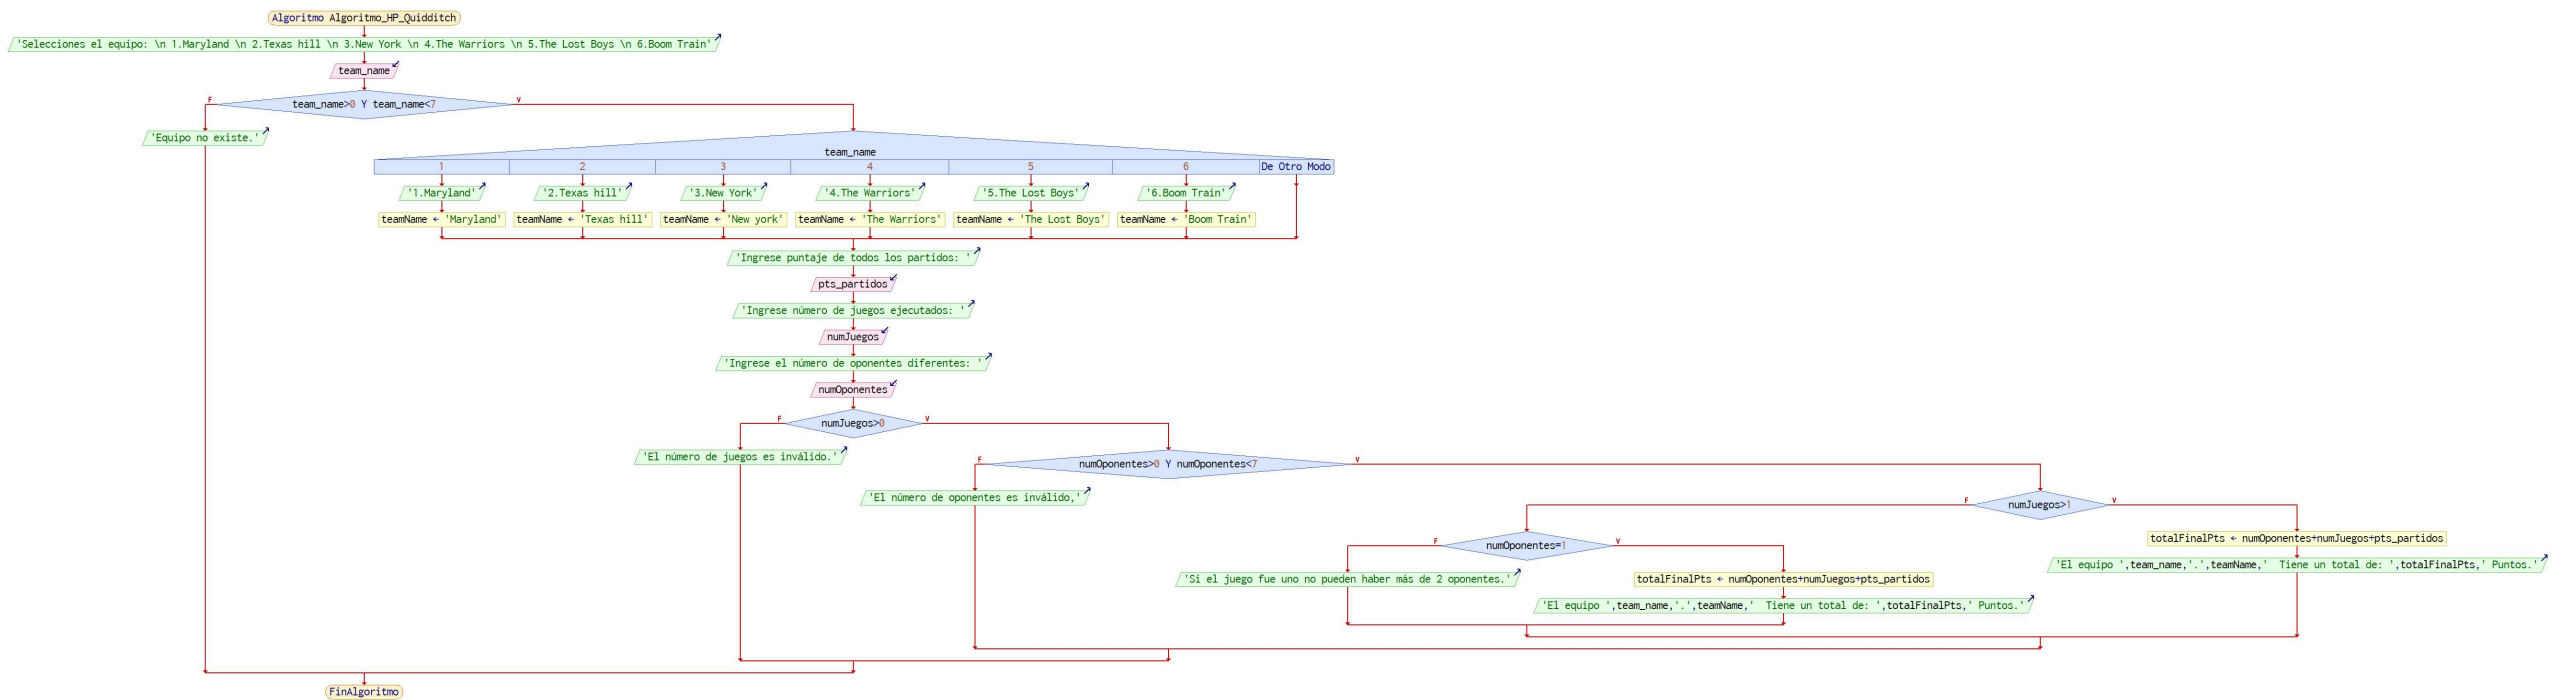 Algoritmo Algoritmo_HP_Quidditch
'Selecciones el equipo: \n 1.Maryland \n 2.Texas hill \n 3.New York \n 4.The Warriors \n 5.The Lost Boys \n 6.Boom Train'
team_name
F
team_name>0 Y team_name<7
V
'Equipo no existe.'
team_name
1
2
3
4
5
6
De Otro Modo
'1.Maryland'
'2.Texas hill'
'3.New York'
'4.The Warriors'
'5.The Lost Boys'
'6.Boom Train'
teamName ← 'Maryland'
teamName ← 'Texas hill'
teamName ← 'New york'
teamName ← 'The Warriors'
teamName ← 'The Lost Boys'
teamName ← 'Boom Train'
'Ingrese puntaje de todos los partidos: '
pts_partidos
'Ingrese número de juegos ejecutados: '
numJuegos
'Ingrese el número de oponentes diferentes: '
numOponentes
F
numJuegos>0
V
'El número de juegos es inválido.'
F
numOponentes>0 Y numOponentes<7
V
'El número de oponentes es inválido,'
F
numJuegos>1
V
F
numOponentes=1
V
totalFinalPts ← numOponentes+numJuegos+pts_partidos
'El equipo ',team_name,'.',teamName,'  Tiene un total de: ',totalFinalPts,' Puntos.'
'Si el juego fue uno no pueden haber más de 2 oponentes.'
totalFinalPts ← numOponentes+numJuegos+pts_partidos
'El equipo ',team_name,'.',teamName,'  Tiene un total de: ',totalFinalPts,' Puntos.'
FinAlgoritmo